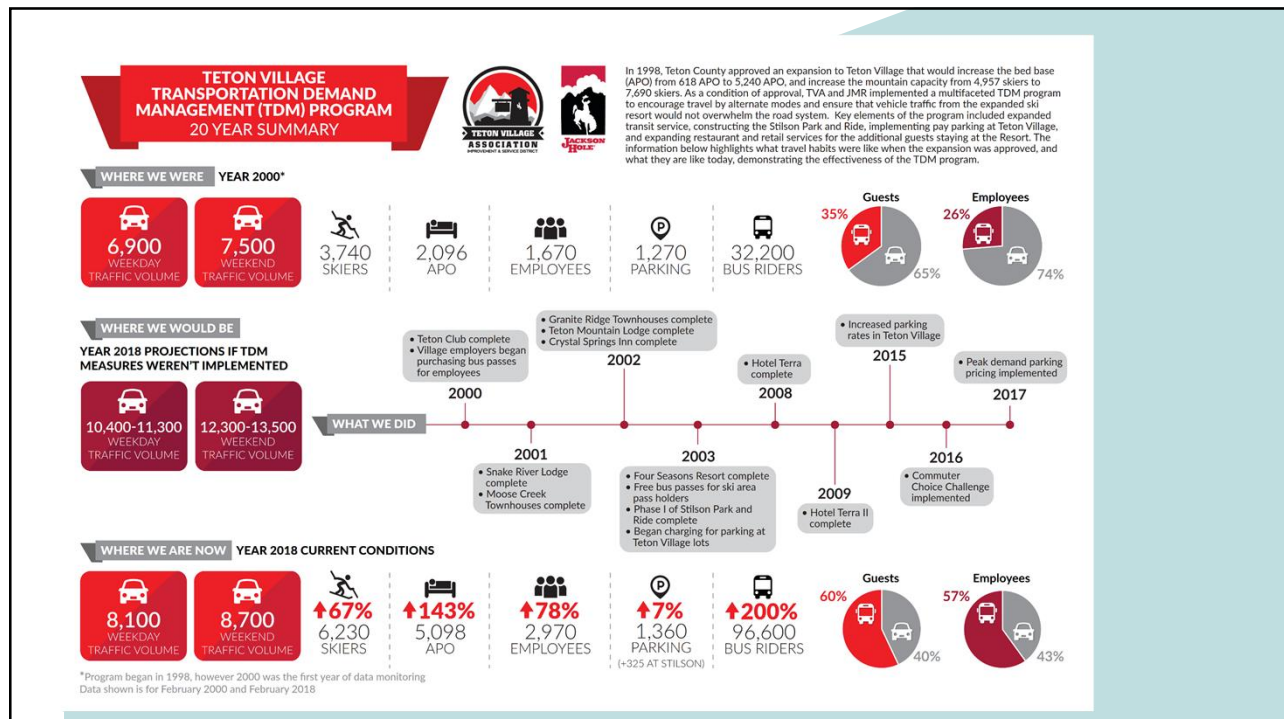 TETON VILLAGE
TRANSPORTATION DEMAND
MANAGEMENT (TDM) PROGRAM
20 YEAR SUMMARY
TETON VILLAGE
ASSOCIATION
IMPROVEMENT & SERVICE DISTRICT
JACKSON
HOLE
In 1998, Teton County approved an expansion to Teton Village that would increase the bed base
(APO) from 618 APO to 5,240 APO, and increase the mountain capacity from 4,957 skiers to
7,690 skiers. As a condition of approval, TVA and JMR implemented a multifaceted TDM program
to encourage travel by alternate modes and ensure that vehicle traffic from the expanded ski
resort would not overwhelm the road system. Key elements of the program included expanded
transit service, constructing the Stilson Park and Ride, implementing pay parking at Teton Village,
and expanding restaurant and retail services for the additional guests staying at the Resort. The
information below highlights what travel habits were like when the expansion was approved, and
what they are like today, demonstrating the effectiveness of the TDM program.
WHERE WE WERE YEAR 2000*
6,900
WEEKDAY
TRAFFIC VOLUME
7,500
WEEKEND
TRAFFIC VOLUME
3,740
SKIERS
2,096
APO
1,670
EMPLOYEES
P
1,270
PARKING
32,200
BUS RIDERS
Guests
35%
65%
Employees
26%
74%
WHERE WE WOULD BE
YEAR 2018 PROJECTIONS IF TDM
MEASURES WEREN'T IMPLEMENTED
10,400-11,300
WEEKDAY
TRAFFIC VOLUME
12,300-13,500
WEEKEND
TRAFFIC VOLUME
WHAT WE DID
• Teton Club complete
• Village employers began
purchasing bus passes
for employees
2000
2001
• Snake River Lodge
complete
• Moose Creek
Townhouses complete
• Granite Ridge Townhouses complete
• Teton Mountain Lodge complete
• Crystal Springs Inn complete
2002
2003
• Four Seasons Resort complete
• Free bus passes for ski area
pass holders
• Phase I of Stilson Park and
Ride complete
• Began charging for parking at
Teton Village lots
• Hotel Terra
complete
2008
2009
• Hotel Terra II
complete
• Increased parking
rates in Teton Village
2015
2016
• Commuter
Choice Challenge
implemented
• Peak demand parking
pricing implemented
2017
WHERE WE ARE NOW YEAR 2018 CURRENT CONDITIONS
8,100
WEEKDAY
TRAFFIC VOLUME
8,700
WEEKEND
TRAFFIC VOLUME
67%
6,230
SKIERS
143%
5,098
APO
78%
2,970
EMPLOYEES
P
7%
1,360
PARKING
(+325 AT STILSON)
200%
96,600
BUS RIDERS
Guests
60%
40%
Employees
57%
43%
*Program began in 1998, however 2000 was the first year of data monitoring
Data shown is for February 2000 and February 2018